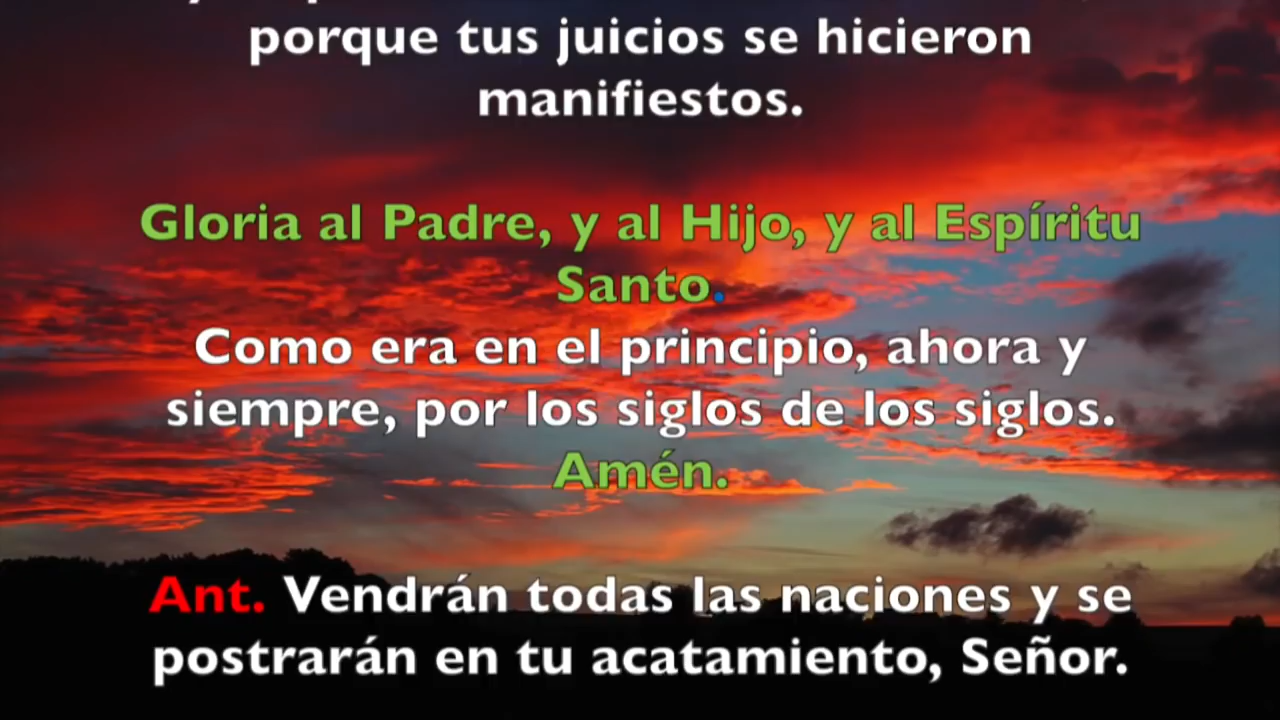 porque tus juicios se hicieron
manifiestos.
Gloria al Padre, y al Hijo, y al Espíritu
Santo.
Como era en el principio, ahora y
siempre, por los siglos de los siglos.
Amén.
Ant. Vendrán todas las naciones y se
postrarán en tu acatamiento, Señor.